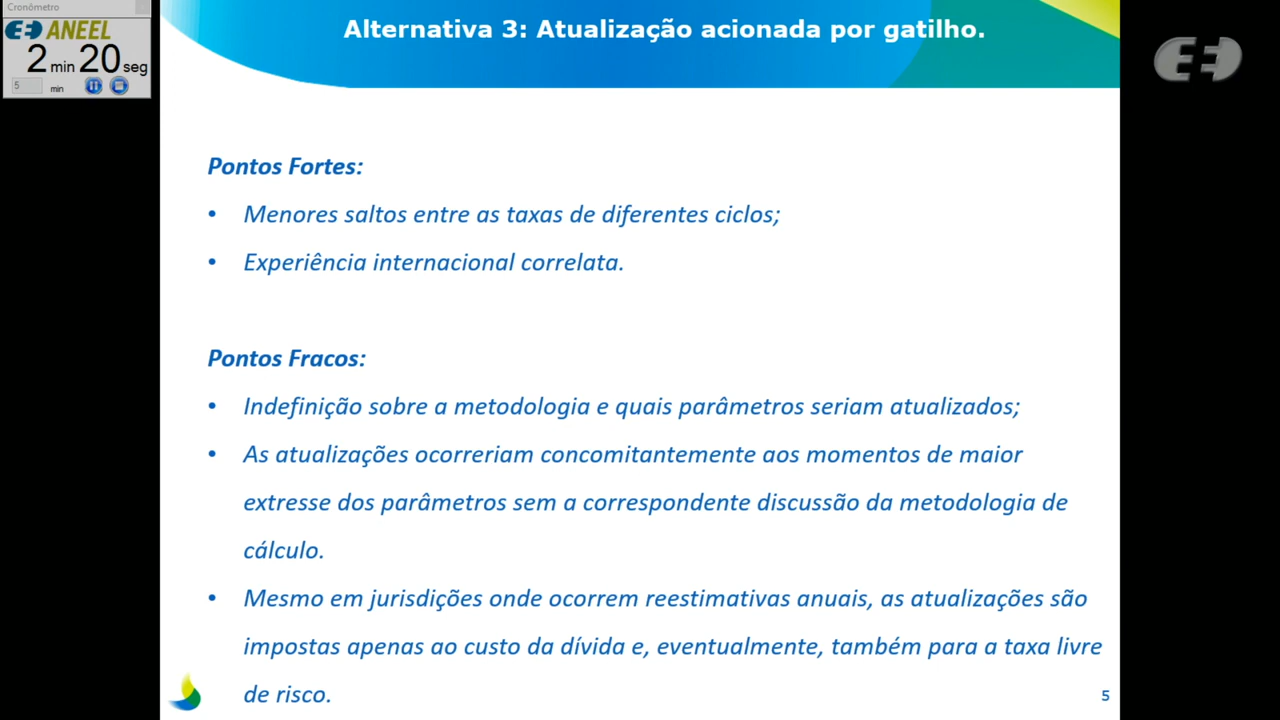 Cronômetro
ANEEL
2 min 20 seg
5 min
Alternativa 3: Atualização acionada por gatilho.
Pontos Fortes:
• Menores saltos entre as taxas de diferentes ciclos;
• Experiência internacional correlata.
Pontos Fracos:
• Indefinição sobre a metodologia e quais parâmetros seriam atualizados;
• As atualizações ocorreriam concomitantemente aos momentos de maior
extresse dos parâmetros sem a correspondente discussão da metodologia de
cálculo.
• Mesmo em jurisdições onde ocorrem reestimativas anuais, as atualizações são
impostas apenas ao custo da dívida e, eventualmente, também para a taxa livre
de risco.
5